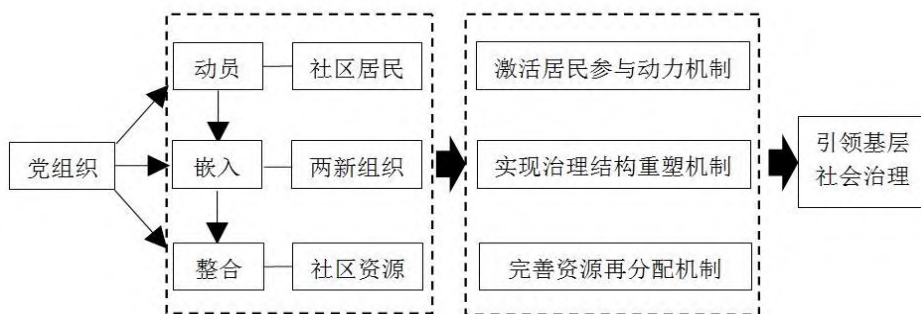 党组织
动员
社区居民
嵌入
两新组织
整合
社区资源
激活居民参与动力机制
实现治理结构重塑机制
完善资源再分配机制
引领基层
社会治理